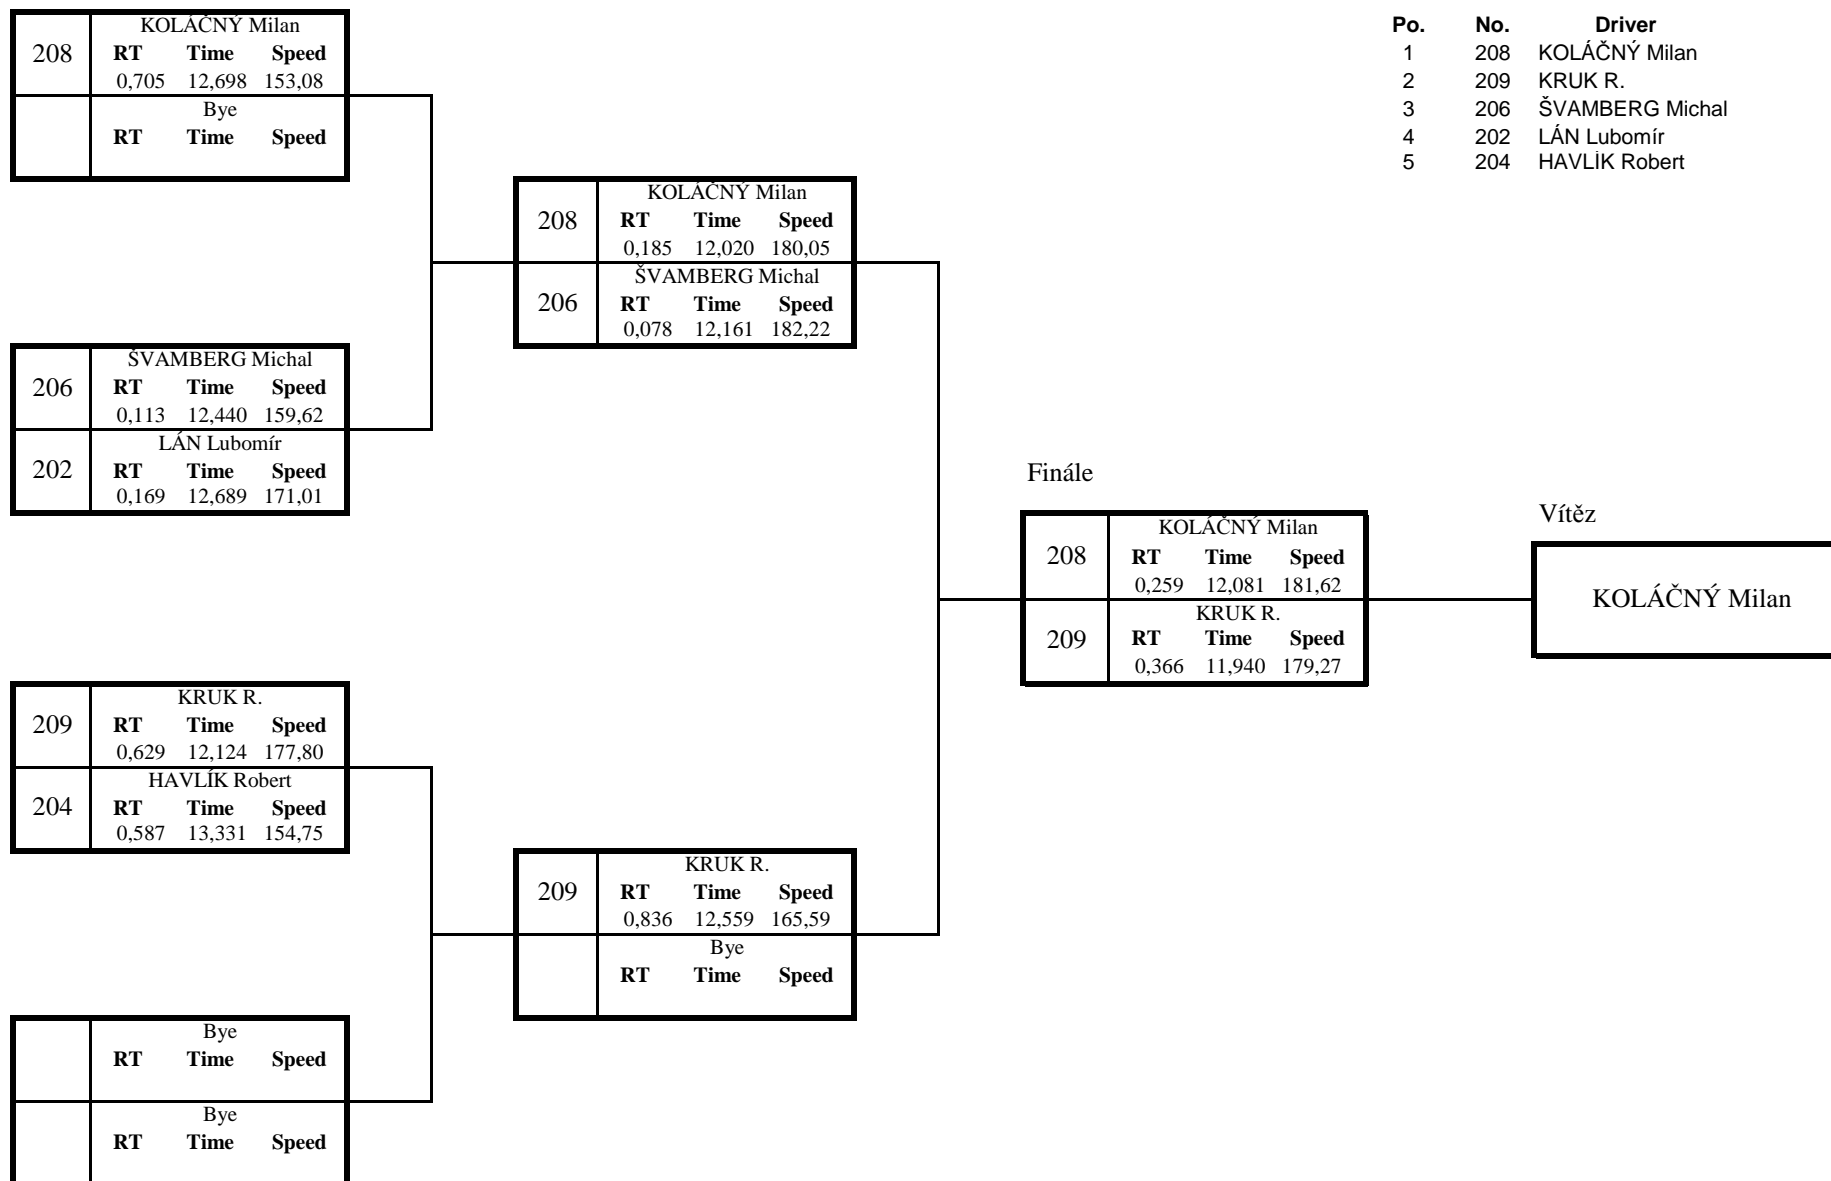 KOLÁČNÝ Milan
208 RT Time Speed
0,705 12,698 153,08
Bye
RT Time Speed
Po. No. Driver
1 208 KOLÁČNÝ Milan
2 209 KRUK R.
3 206 ŠVAMBERG Michal
4 202 LÁN Lubomír
5 204 HAVLÍK Robert
KOLÁČNÝ Milan
208 RT Time Speed
0,185 12,020 180,05
ŠVAMBERG Michal
206 RT Time Speed
0,078 12,161 182,22
ŠVAMBERG Michal
206 RT Time Speed
0,113 12,440 159,62
LÁN Lubomír
202 RT Time Speed
0,169 12,689 171,01
Finále
KOLÁČNÝ Milan
208 RT Time Speed
0,259 12,081 181,62
KRUK R.
209 RT Time Speed
0,366 11,940 179,27
Vítěz
KOLÁČNÝ Milan
KRUK R.
209 RT Time Speed
0,629 12,124 177,80
HAVLÍK Robert
204 RT Time Speed
0,587 13,331 154,75
KRUK R.
209 RT Time Speed
0,836 12,559 165,59
Bye
RT Time Speed
Bye
RT Time Speed
Bye
RT Time Speed